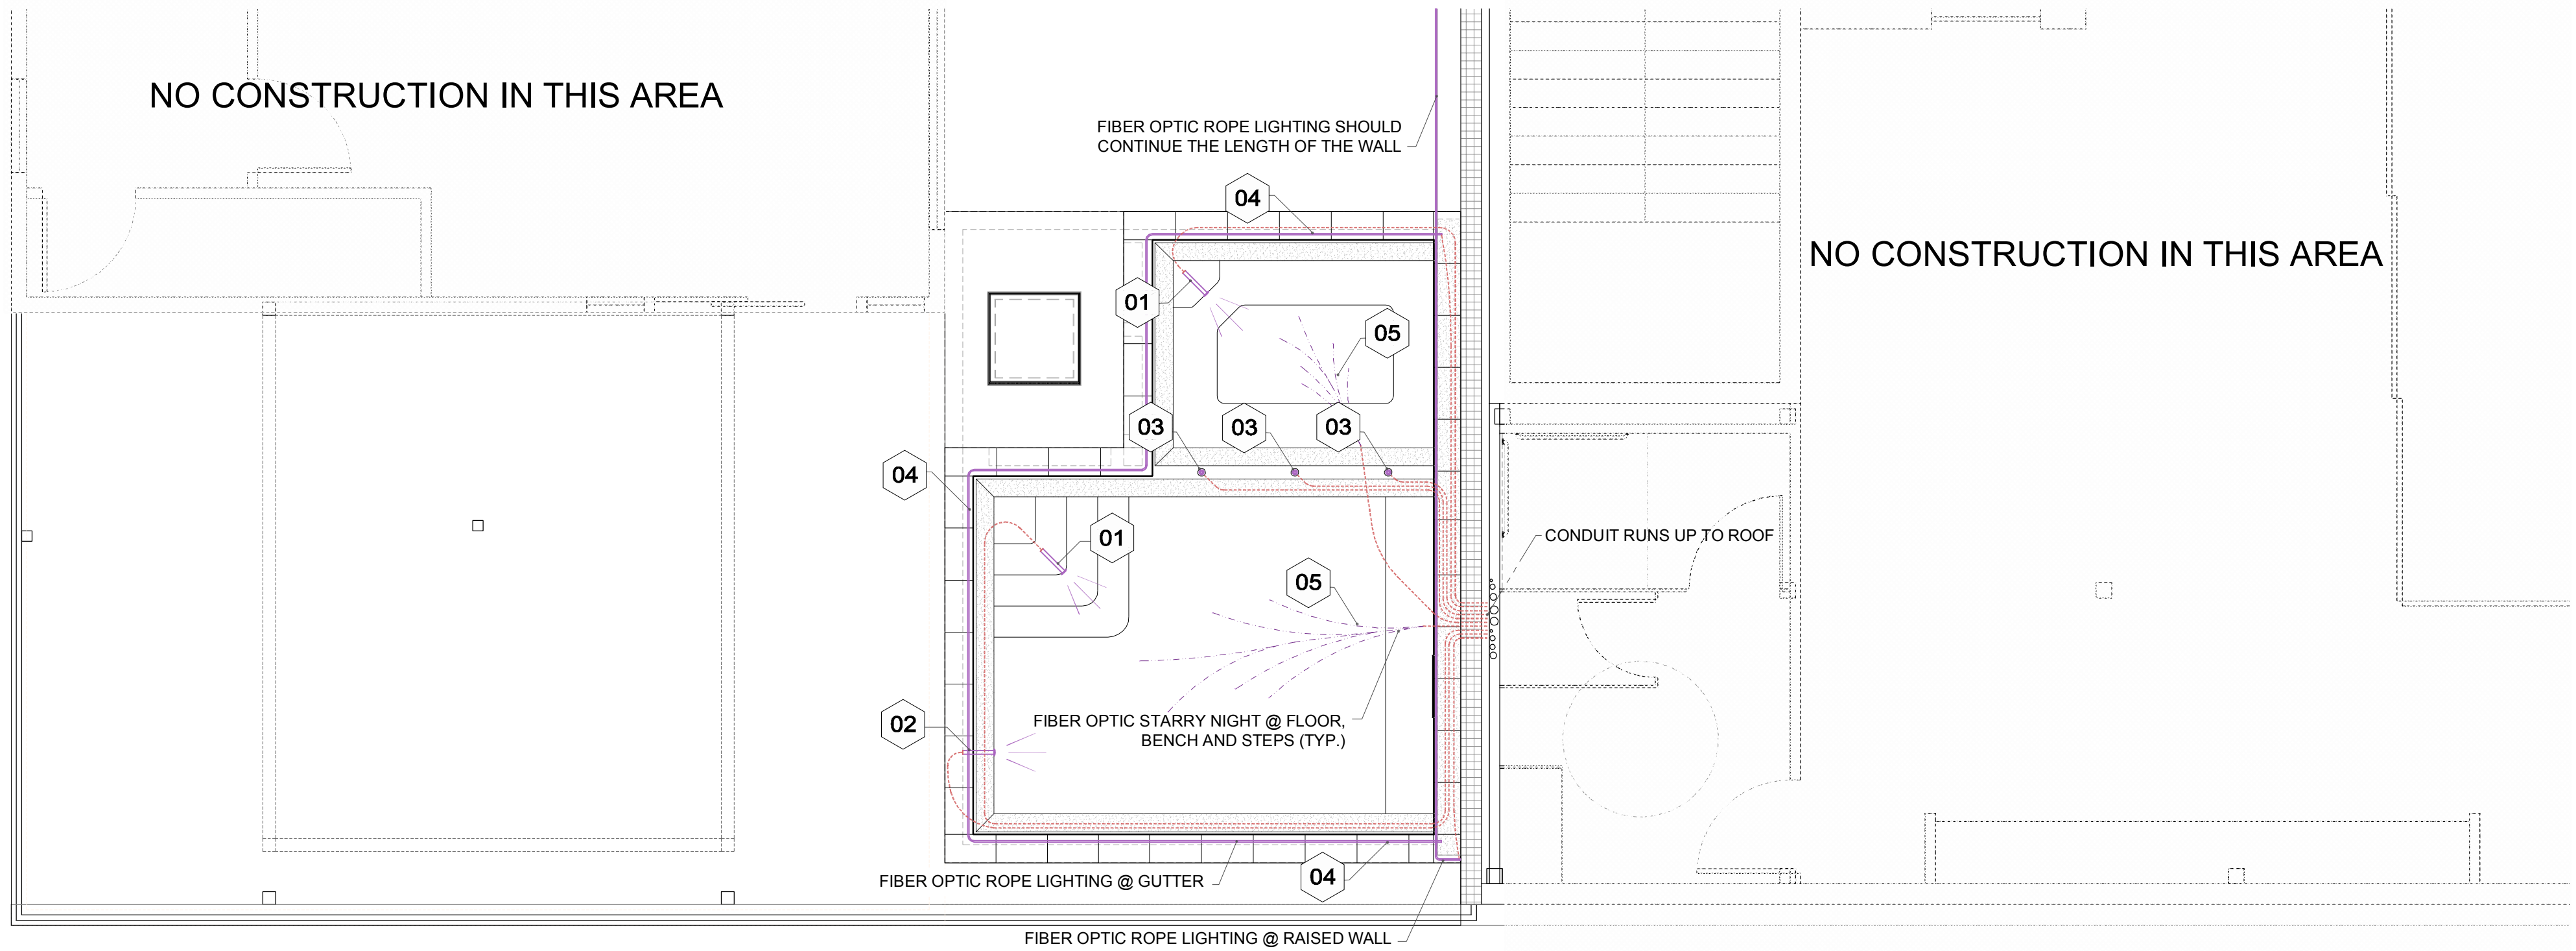 NO CONSTRUCTION IN THIS AREA
FIBER OPTIC ROPE LIGHTING SHOULD
CONTINUE THE LENGTH OF THE WALL
04
NO CONSTRUCTION IN THIS AREA
01
05
03
03
03
04
01
CONDUIT RUNS UP TO ROOF
05
02
FIBER OPTIC STARRY NIGHT @ FLOOR,
BENCH AND STEPS (TYP.)
FIBER OPTIC ROPE LIGHTING @ GUTTER
04
FIBER OPTIC ROPE LIGHTING @ RAISED WALL